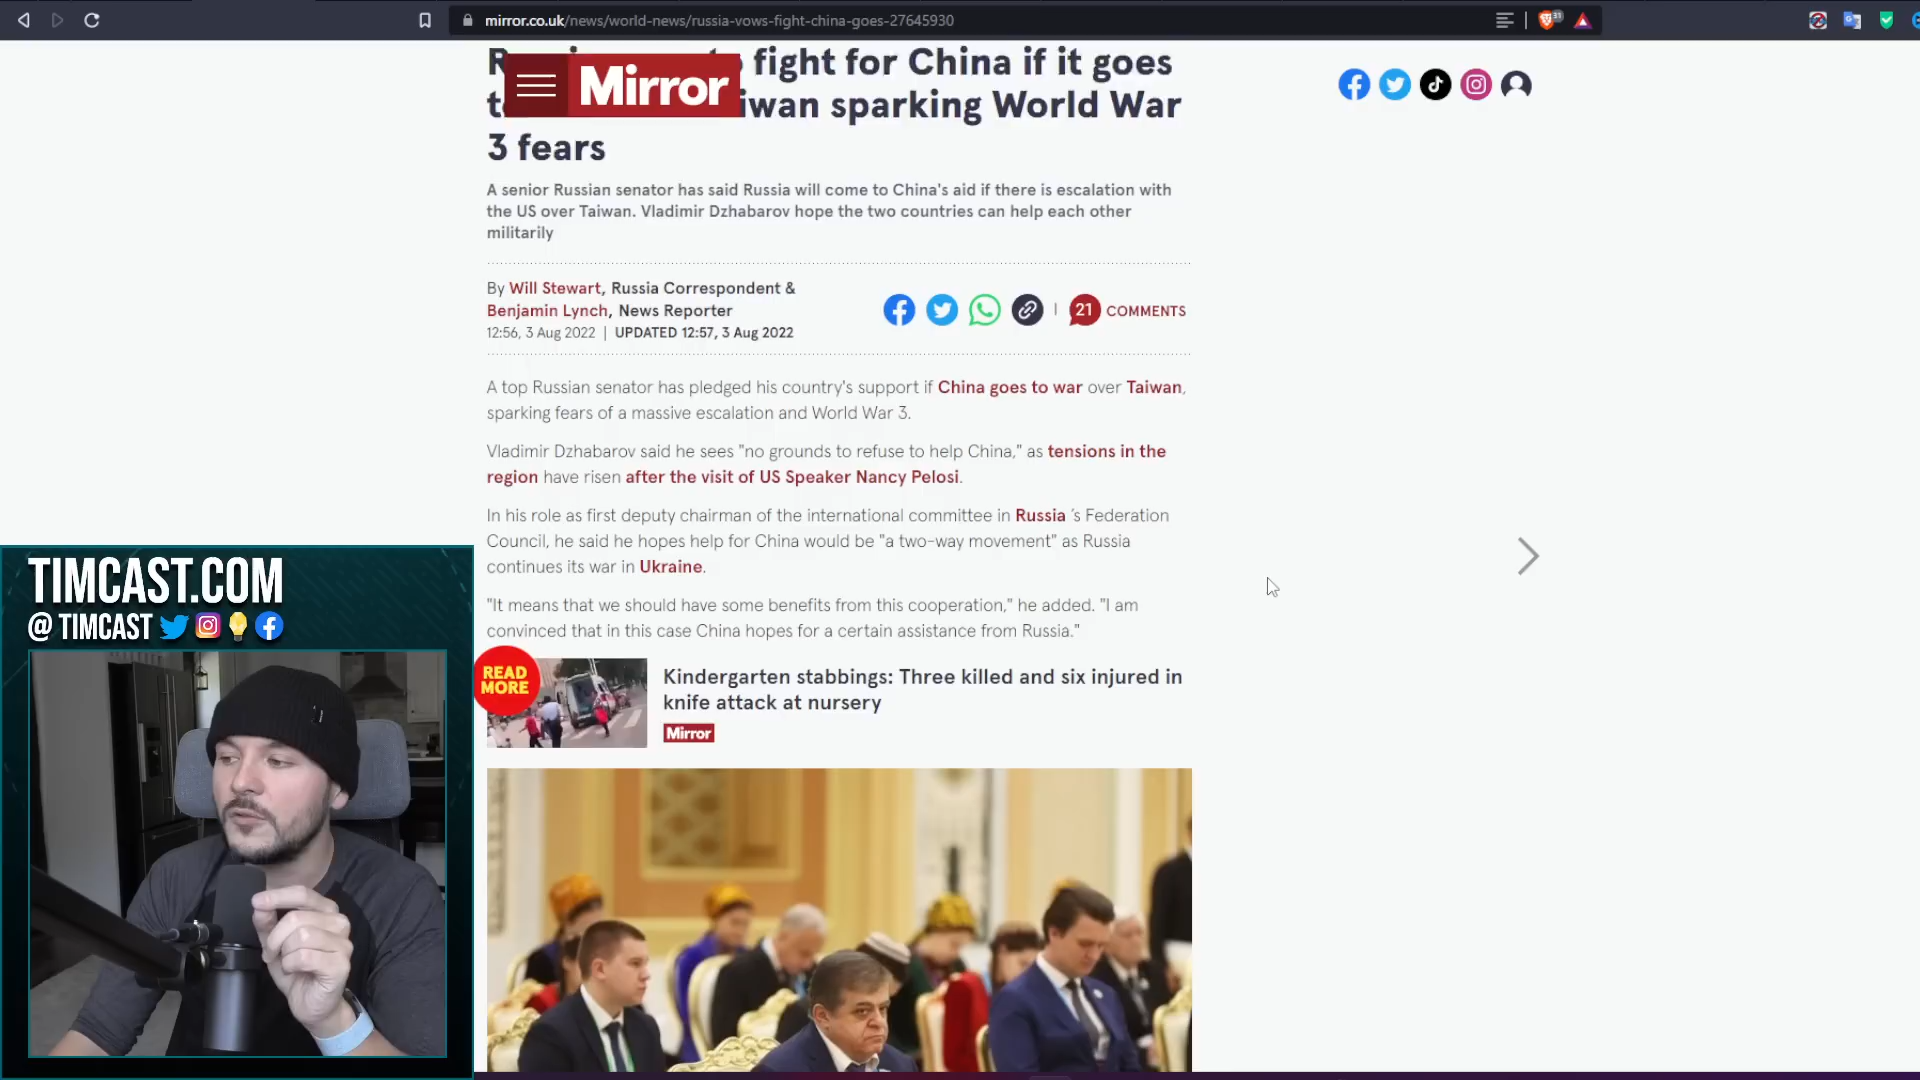 mirror.co.uk/news/world-news/russia-vows-fight-china-goes-27645930
31
fight for China if it goes
Mirror
iwan sparking World War
3 fears
A senior Russian senator has said Russia will come to China's aid if there is escalation with
the US over Taiwan. Vladimir Dzhabarov hope the two countries can help each other
militarily
By Will Stewart, Russia Correspondent &
Benjamin Lynch, News Reporter
12:56, 3 Aug 2022 | UPDATED 12:57, 3 Aug 2022
21 COMMENTS
A top Russian senator has pledged his country's support if China goes to war over Taiwan,
sparking fears of a massive escalation and World War 3.
Vladimir Dzhabarov said he sees "no grounds to refuse to help China," as tensions in the
region have risen after the visit of US Speaker Nancy Pelosi.
In his role as first deputy chairman of the international committee in Russia 's Federation
Council, he said he hopes help for China would be "a two-way movement" as Russia
continues its war in Ukraine.
"It means that we should have some benefits from this cooperation," he added. "I am
convinced that in this case China hopes for a certain assistance from Russia."
READ
MORE
Kindergarten stabbings: Three killed and six injured in
knife attack at nursery
Mirror
TIMCAST.COM
@ TIMCAST